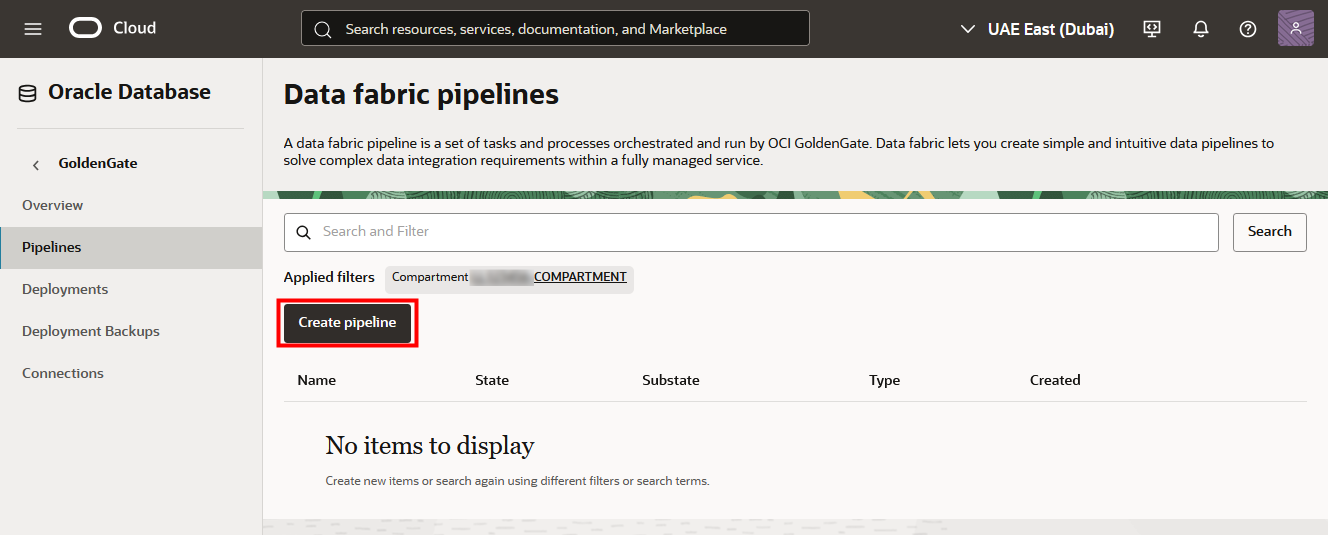 Cloud
Search resources, services, documentation, and Marketplace
UAE East (Dubai)
Oracle Database
GoldenGate
Overview
Pipelines
Deployments
Deployment Backups
Connections
Data fabric pipelines
A data fabric pipeline is a set of tasks and processes orchestrated and run by OCI GoldenGate. Data fabric lets you create simple and intuitive data pipelines to
solve complex data integration requirements within a fully managed service.
Search and Filter
Search
Applied filters
Compartment COMPARTMENT
Create pipeline
Name State Substate Type Created
No items to display
Create new items or search again using different filters or search terms.